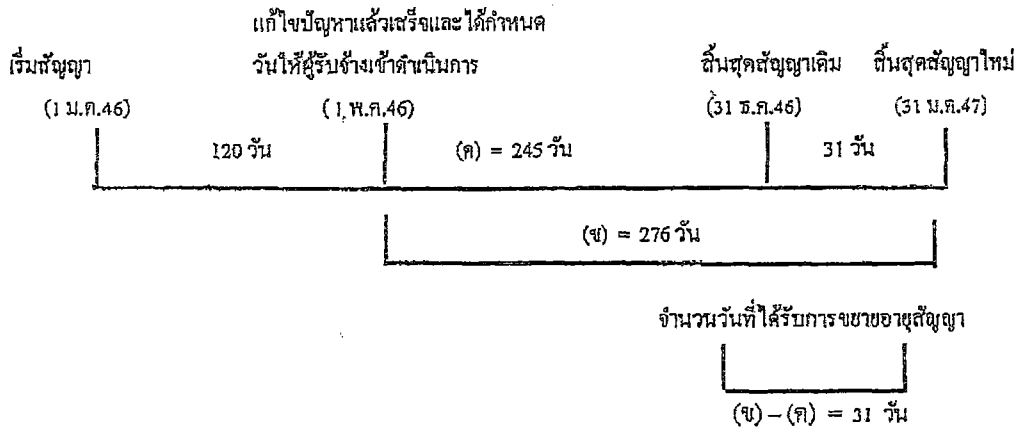 แก้ไขปัญหาแล้วเสร็จและได้กำหนด
เริ่มสัญญา วันให้ผู้รับจ้างเข้าดำเนินการ สิ้นสุดสัญญาเดิม สิ้นสุดสัญญาใหม่
(1 ม.ค.46) (1 พ.ค.46) (31 ธ.ค.46) (31 ม.ค.47)
120 วัน (ค) = 245 วัน 31 วัน
(ข) = 276 วัน
จำนวนวันที่ได้รับการขยายอายุสัญญา
(ข) – (ค) = 31 วัน